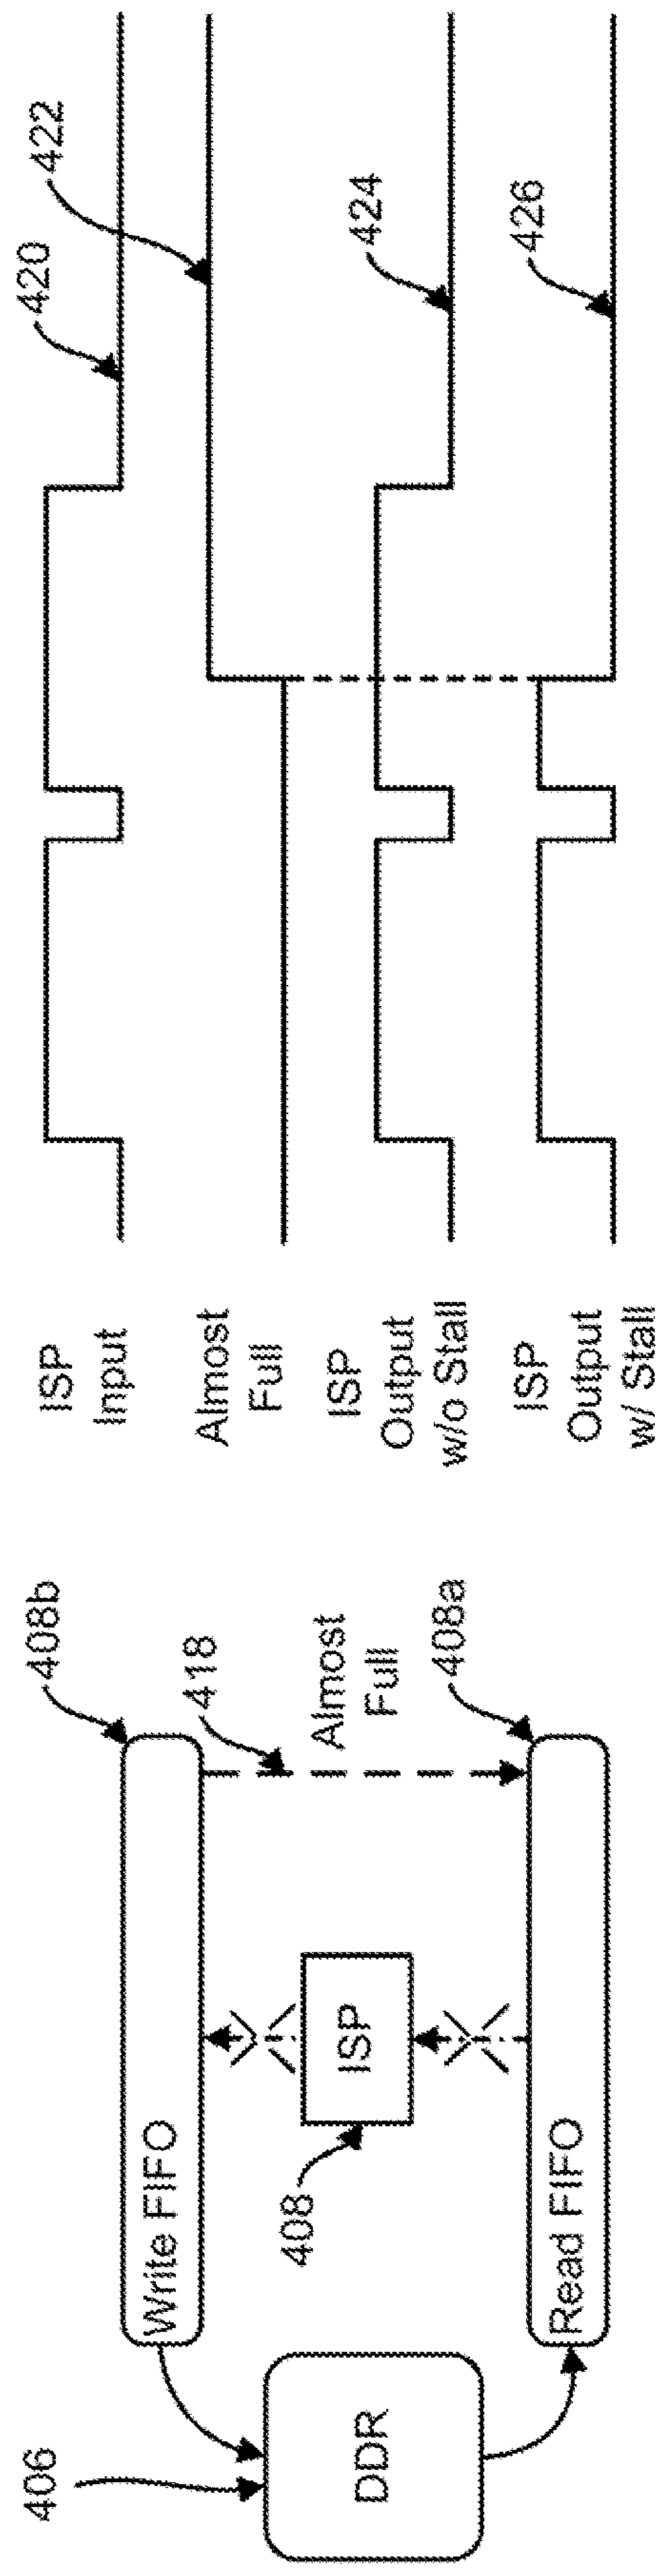 406
408b
Write FIFO
418
408
ISP
Almost
Full
DDR
408a
Read FIFO
ISP
Input
420
422
Almost
Full
ISP
Output
w/o Stall
424
ISP
Output
w/ Stall
426